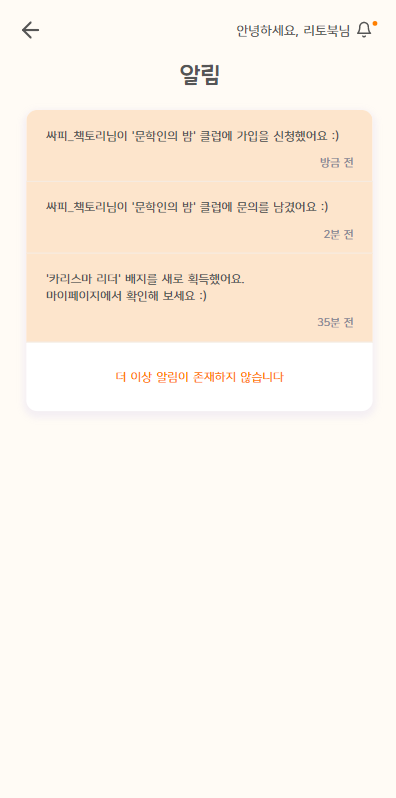 안녕하세요, 리토북님
알림
싸피_책토리님이 '문학인의 밤' 클럽에 가입을 신청했어요 :)
방금 전
싸피_책토리님이 '문학인의 밤' 클럽에 문의를 남겼어요 :)
2분 전
'카리스마 리더' 배지를 새로 획득했어요.
마이페이지에서 확인해 보세요 :)
35분 전
더 이상 알림이 존재하지 않습니다